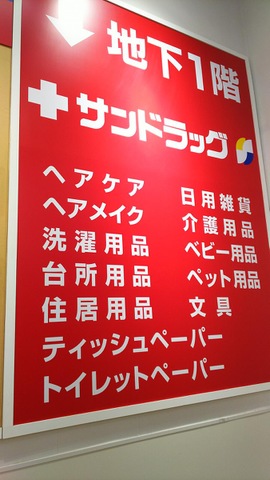 地下1階
サンドラッグ
ヘアケア
ヘアメイク
洗濯用品
台所用品
住居用品
日用雑貨
介護用品
ベビー用品
ペット用品
文具
ティッシュペーパー
トイレットペーパー